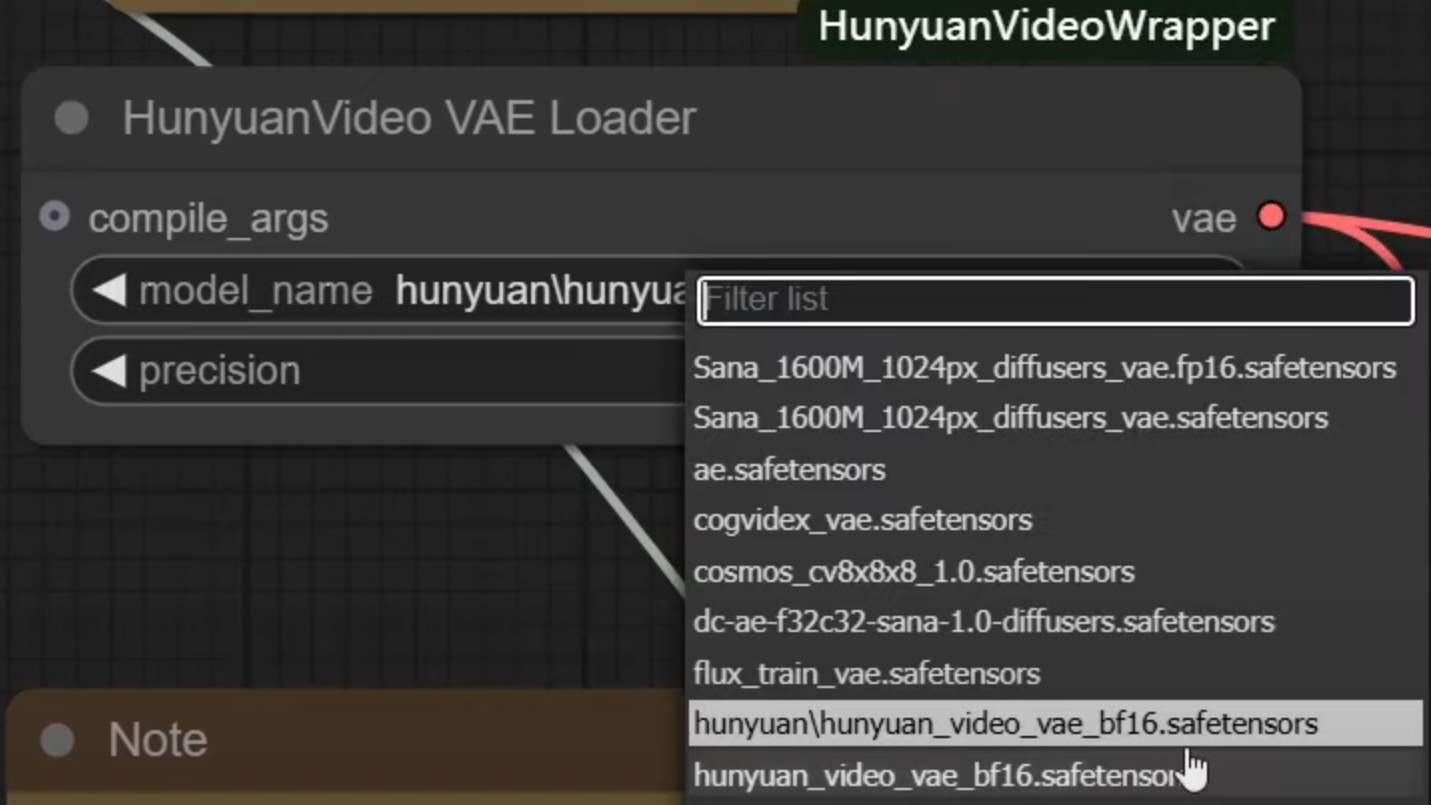 HunyuanVideoWrapper
HunyuanVideo VAE Loader
compile_args vae
model_name hunyuan\hunyua
Filter list
precision
Sana_1600M_1024px_diffusers_vae.fp16.safetensors
Sana_1600M_1024px_diffusers_vae.safetensors
ae.safetensors
cogvidex_vae.safetensors
cosmos_cv8x8x8_1.0.safetensors
dc-ae-f32c32-sana-1.0-diffusers.safetensors
flux_train_vae.safetensors
hunyuan\hunyuan_video_vae_bf16.safetensors
hunyuan_video_vae_bf16.safetensor
Note